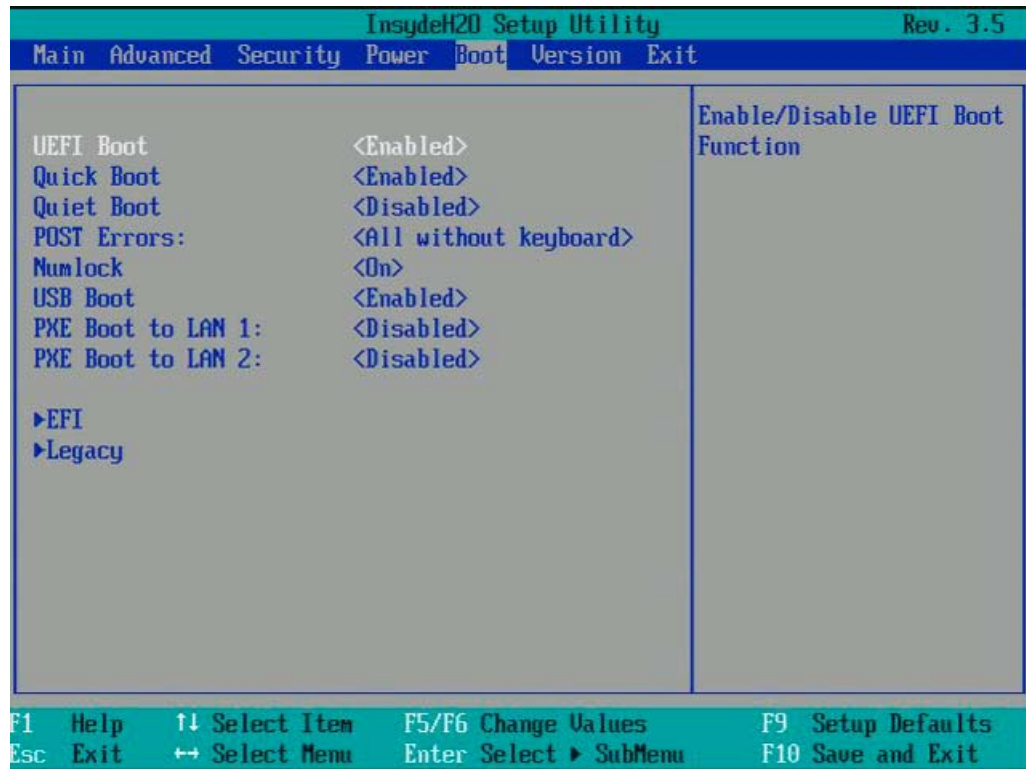 InsydeH2O Setup Utility Rev. 3.5
Main Advanced Security Power Boot Version Exit
UEFI Boot <Enabled>
Quick Boot <Enabled>
Quiet Boot <Disabled>
POST Errors: <All without keyboard>
Numlock <On>
USB Boot <Enabled>
PXE Boot to LAN 1: <Disabled>
PXE Boot to LAN 2: <Disabled>
▶EFI
▶Legacy
Enable/Disable UEFI Boot
Function
F1 Help ↑↓ Select Item F5/F6 Change Values F9 Setup Defaults
Esc Exit ↔ Select Menu Enter Select ▶ SubMenu F10 Save and Exit